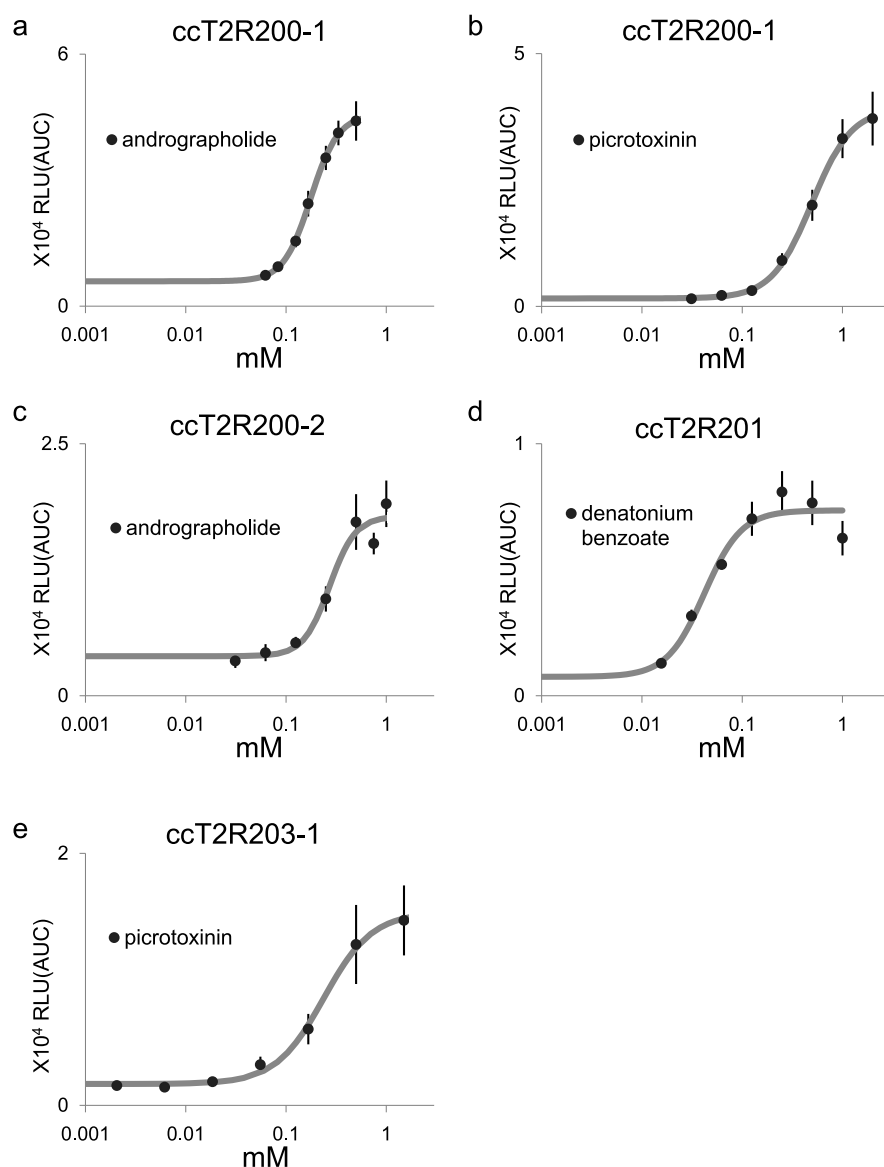 a
ccT2R200-1
6
andrographolide
X10⁴ RLU(AUC)
0
0.001
0.01
0.1
1
mM
b
ccT2R200-1
5
picrotoxinin
X10⁴ RLU(AUC)
0
0.001
0.01
0.1
1
mM
c
ccT2R200-2
2.5
andrographolide
X10⁴ RLU(AUC)
0
0.001
0.01
0.1
1
mM
d
ccT2R201
1
denatonium
benzoate
X10⁴ RLU(AUC)
0
0.001
0.01
0.1
1
mM
e
ccT2R203-1
2
picrotoxinin
X10⁴ RLU(AUC)
0
0.001
0.01
0.1
1
mM